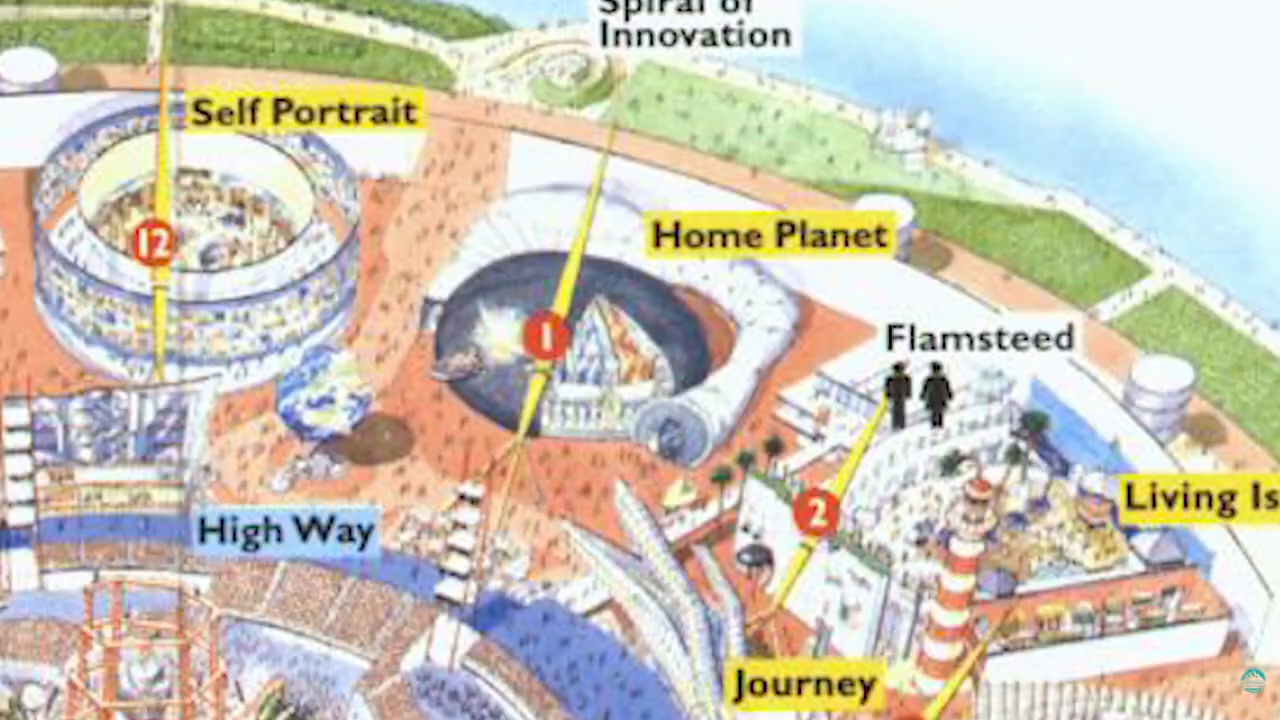 Spiral of
Innovation
Self Portrait
12
Home Planet
1
Flamsteed
2
Living Is
High Way
Journey